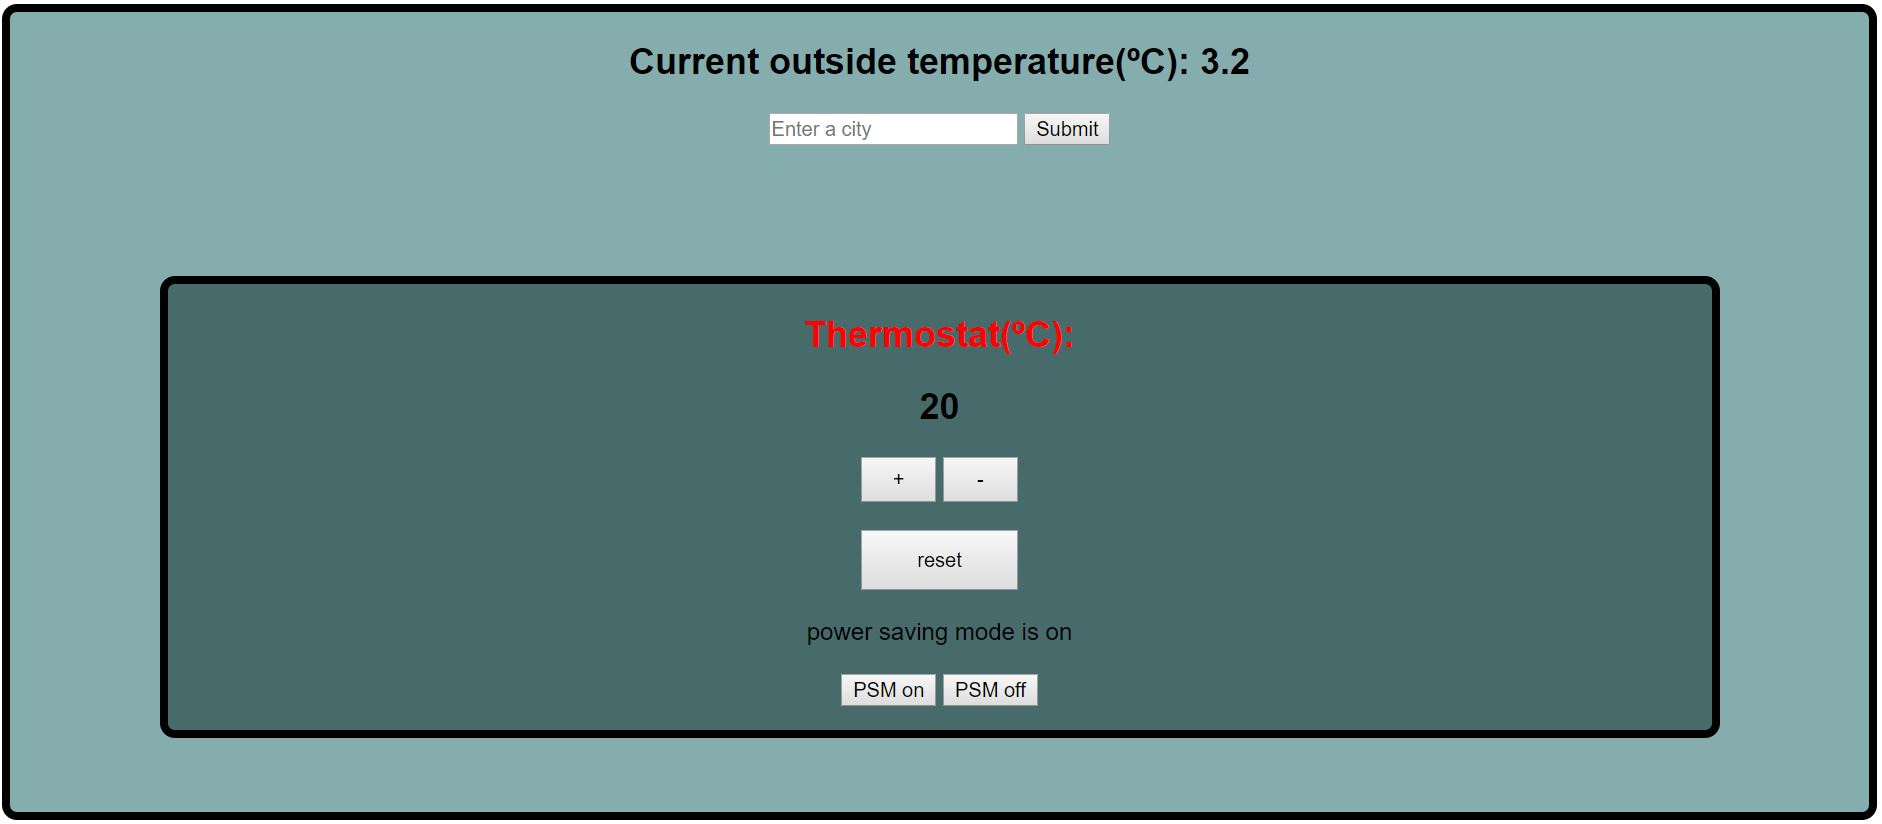 Current outside temperature(ºC): 3.2
Enter a city Submit
Thermostat(ºC):
20
+ -
reset
power saving mode is on
PSM on PSM off